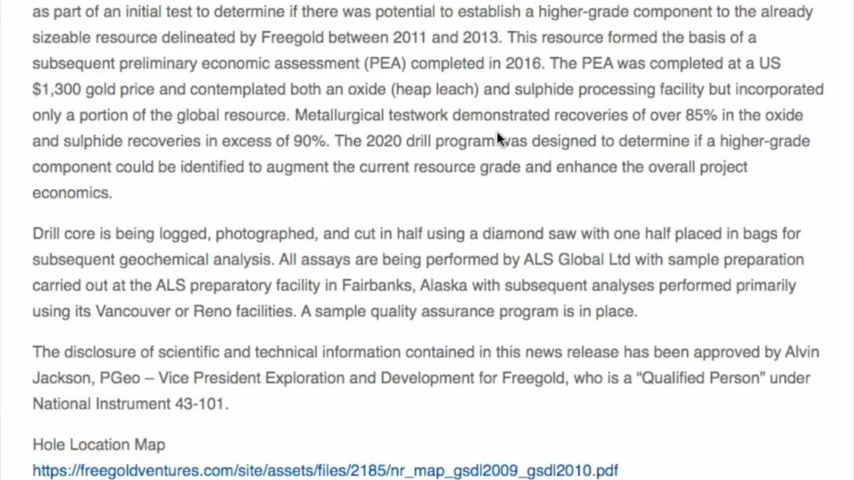 as part of an initial test to determine if there was potential to establish a higher-grade component to the already
sizeable resource delineated by Freegold between 2011 and 2013. This resource formed the basis of a
subsequent preliminary economic assessment (PEA) completed in 2016. The PEA was completed at a US
$1,300 gold price and contemplated both an oxide (heap leach) and sulphide processing facility but incorporated
only a portion of the global resource. Metallurgical testwork demonstrated recoveries of over 85% in the oxide
and sulphide recoveries in excess of 90%. The 2020 drill program was designed to determine if a higher-grade
component could be identified to augment the current resource grade and enhance the overall project
economics.
Drill core is being logged, photographed, and cut in half using a diamond saw with one half placed in bags for
subsequent geochemical analysis. All assays are being performed by ALS Global Ltd with sample preparation
carried out at the ALS preparatory facility in Fairbanks, Alaska with subsequent analyses performed primarily
using its Vancouver or Reno facilities. A sample quality assurance program is in place.
The disclosure of scientific and technical information contained in this news release has been approved by Alvin
Jackson, PGeo – Vice President Exploration and Development for Freegold, who is a “Qualified Person” under
National Instrument 43-101.
Hole Location Map
https://freegoldventures.com/site/assets/files/2185/nr_map_gsdl2009_gsdl2010.pdf